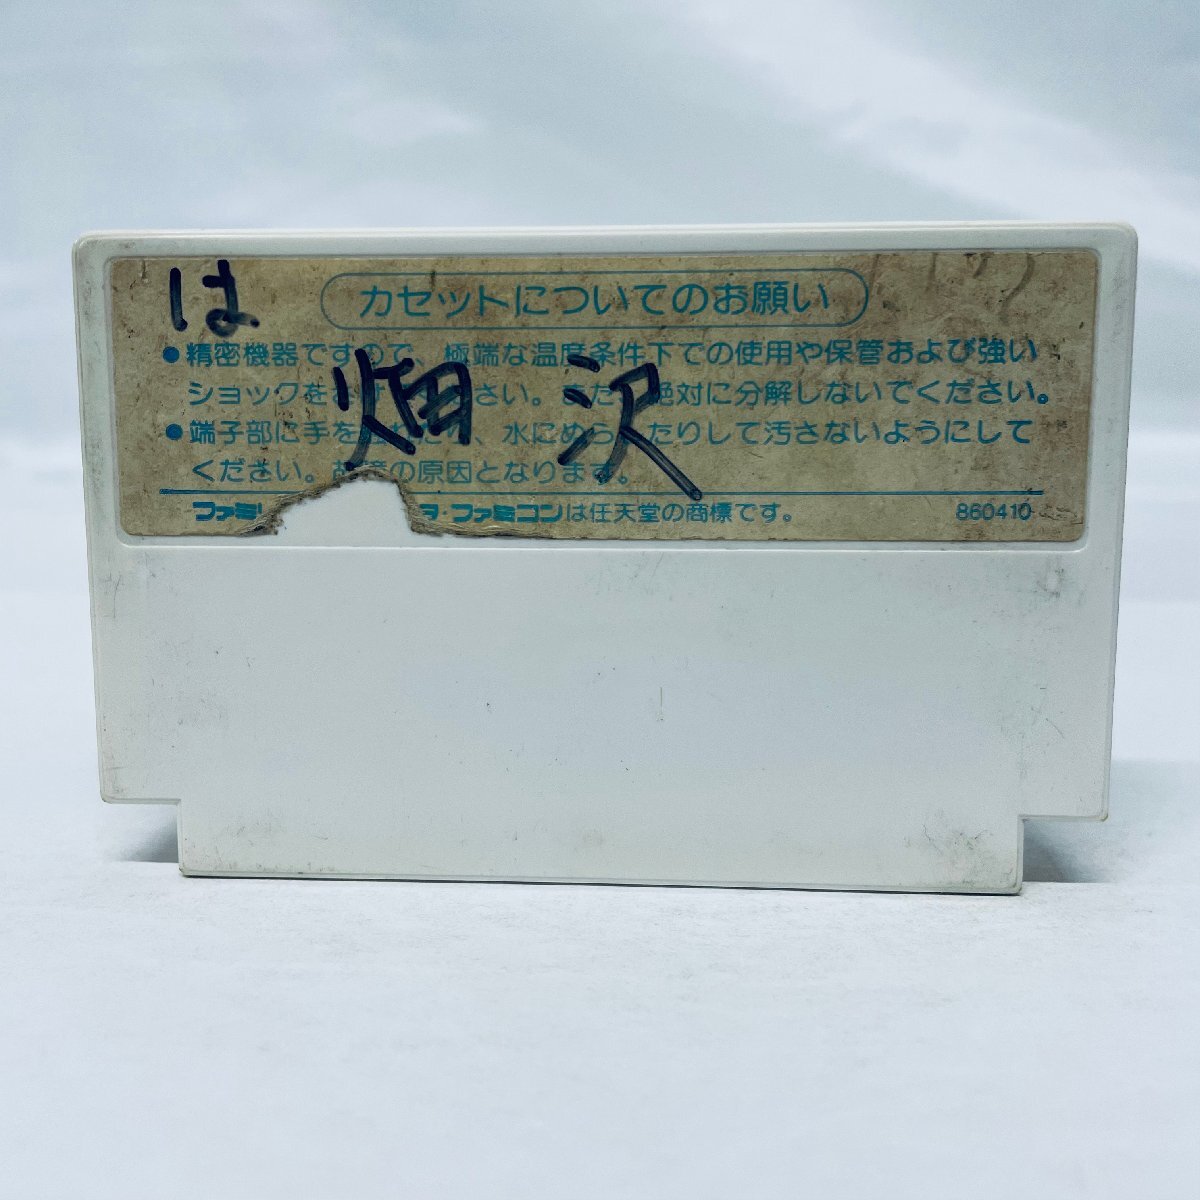 は
カセットについてのお願い
●精密機器ですので、極端な温度条件下での使用や保管および強い
ショックを さい。また 絶対に分解しないでください。
畑 沢
●端子部に手を 水にぬら たりして汚さないようにして
ください。 の原因となります。
ファミ ・ファミコンは任天堂の商標です。
860410